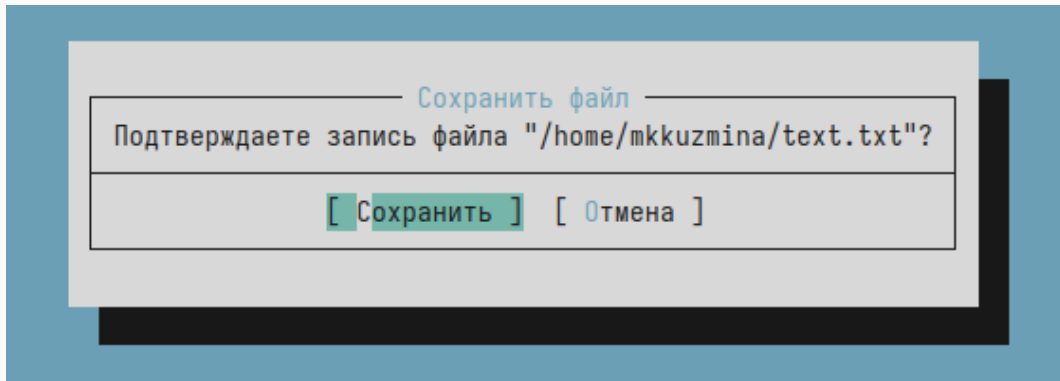 Сохранить файл
Подтверждаете запись файла "/home/mkkuzmina/text.txt"?
[ Сохранить ] [ Отмена ]